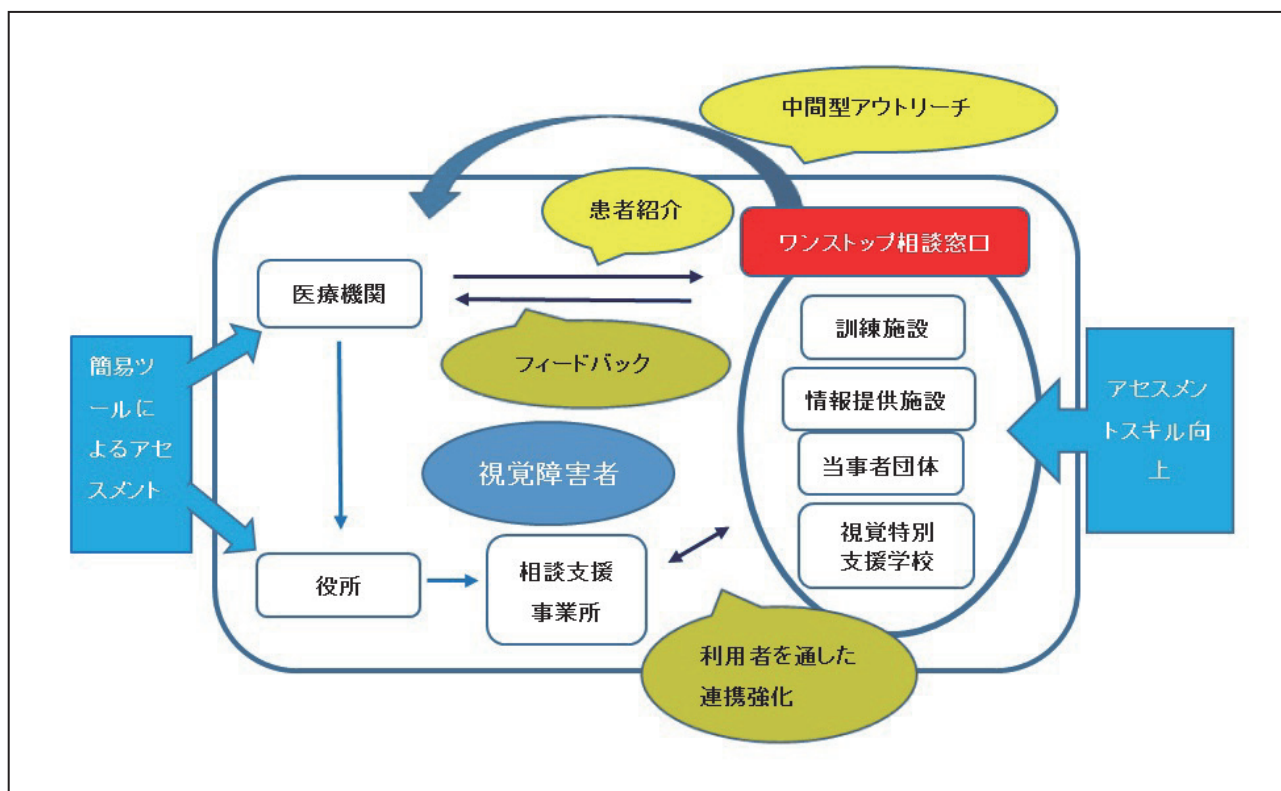 中間型アウトリーチ
患者紹介
ワンストップ相談窓口
医療機関
訓練施設
簡易ツ
ールに
よるアセ
スメント
フィードバック
情報提供施設
アセスメン
トスキル向
上
当事者団体
視覚障害者
視覚特別
支援学校
役所
相談支援
事業所
利用者を通した
連携強化